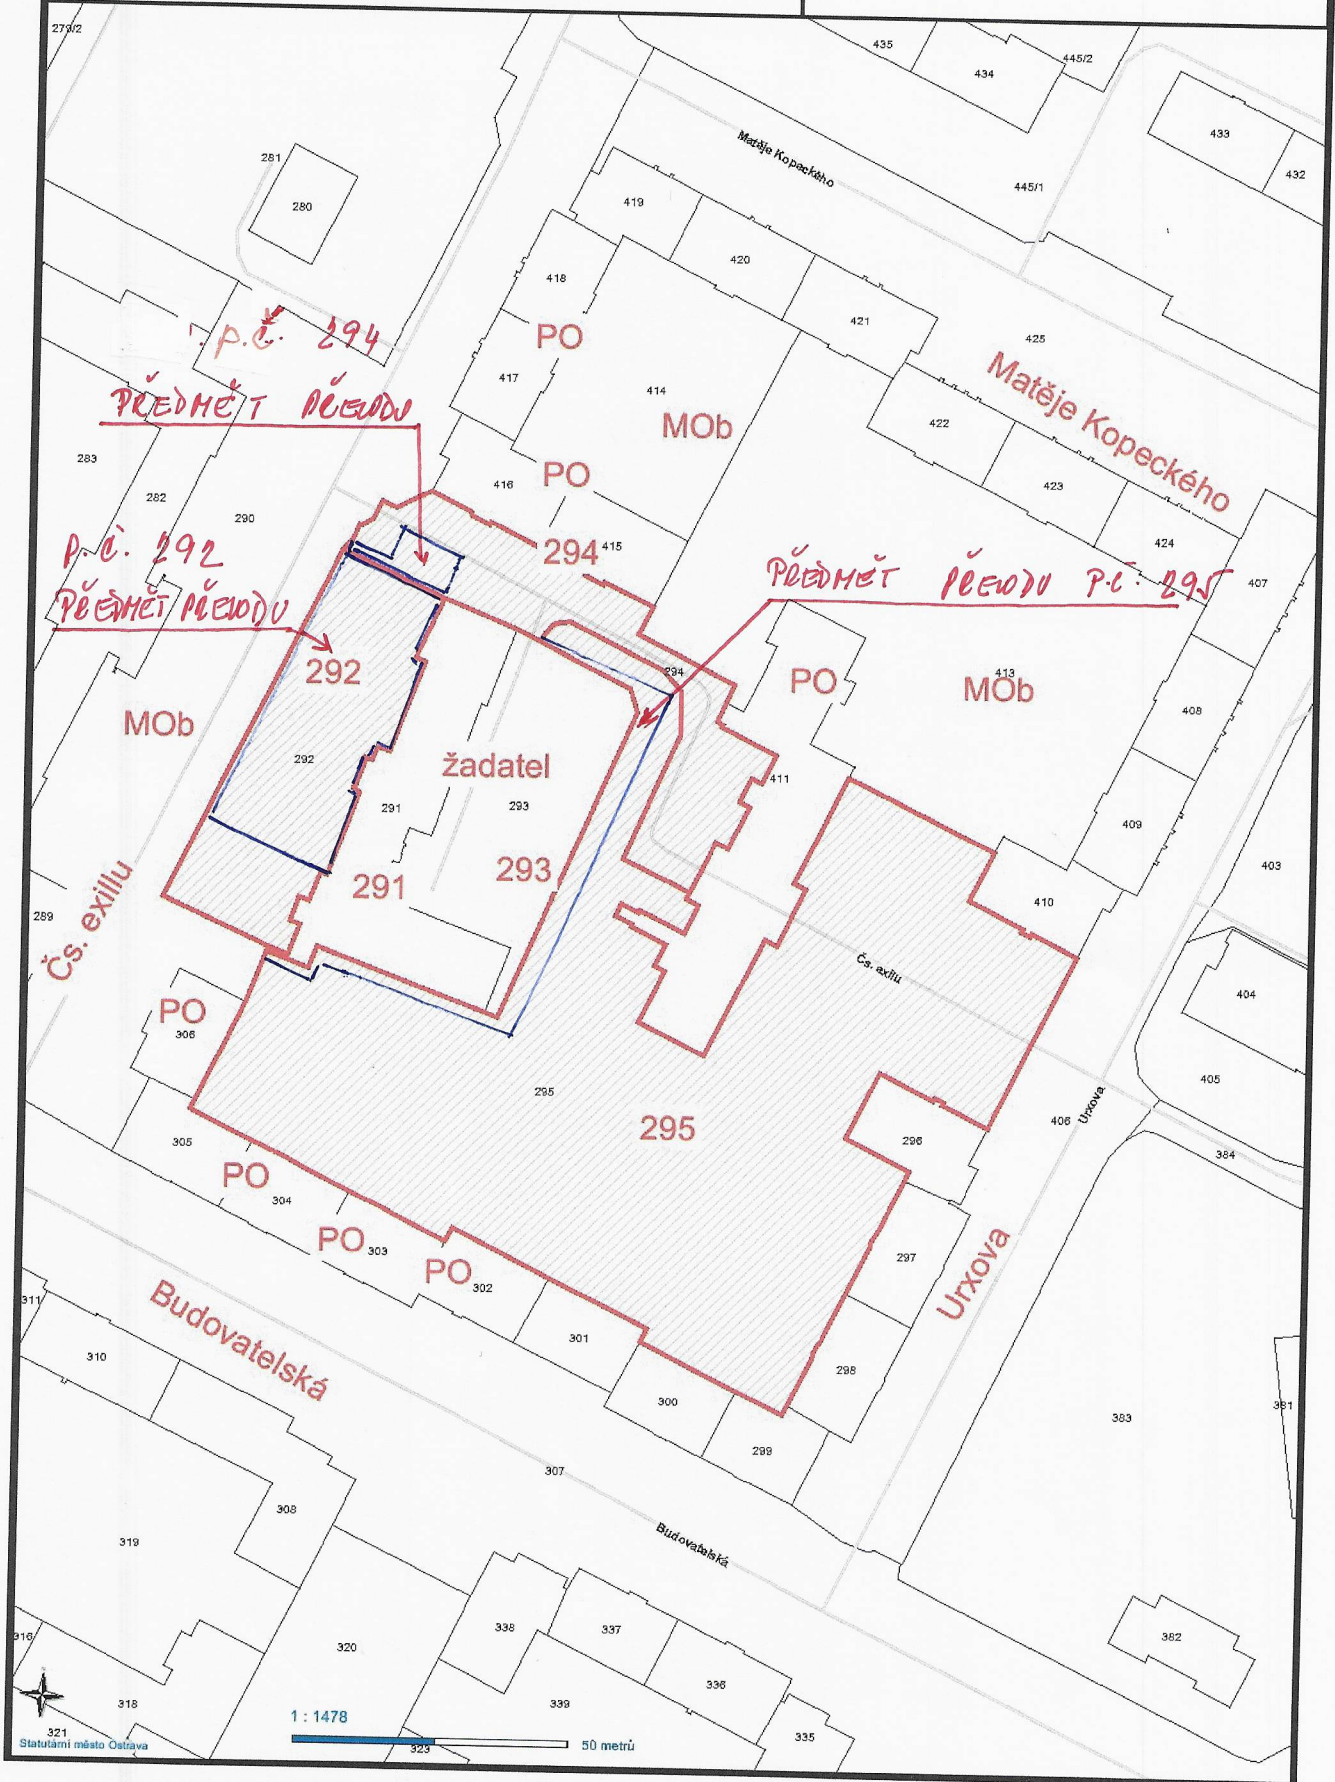 279/2
435
434
445/2
433
432
Matěje Kopeckého
445/1
281
280
419
420
418
421
425
PO
417
414
MOb
p.č. 294
PŘEDMĚT PŘEVODU
Matěje Kopeckého
422
423
424
283
282
290
416
PO
415
294
407
p.č. 292
PŘEDMĚT PŘEVODU
PŘEDMĚT PŘEVODU p.č. 295
292
294
PO
413
MOb
408
MOb
292
žadatel
291
293
411
409
403
291
293
410
289
Čs. exillu
Čs. exilu
404
PO
306
405
295
295
406
Urxova
296
384
305
PO
304
PO
303
PO
302
297
Urxova
311
310
Budovatelská
301
298
300
299
383
381
307
308
319
Budovatelská
338
337
336
382
316
320
339
335
318
321
323
1 : 1478
50 metrů
Statutární město Ostrava